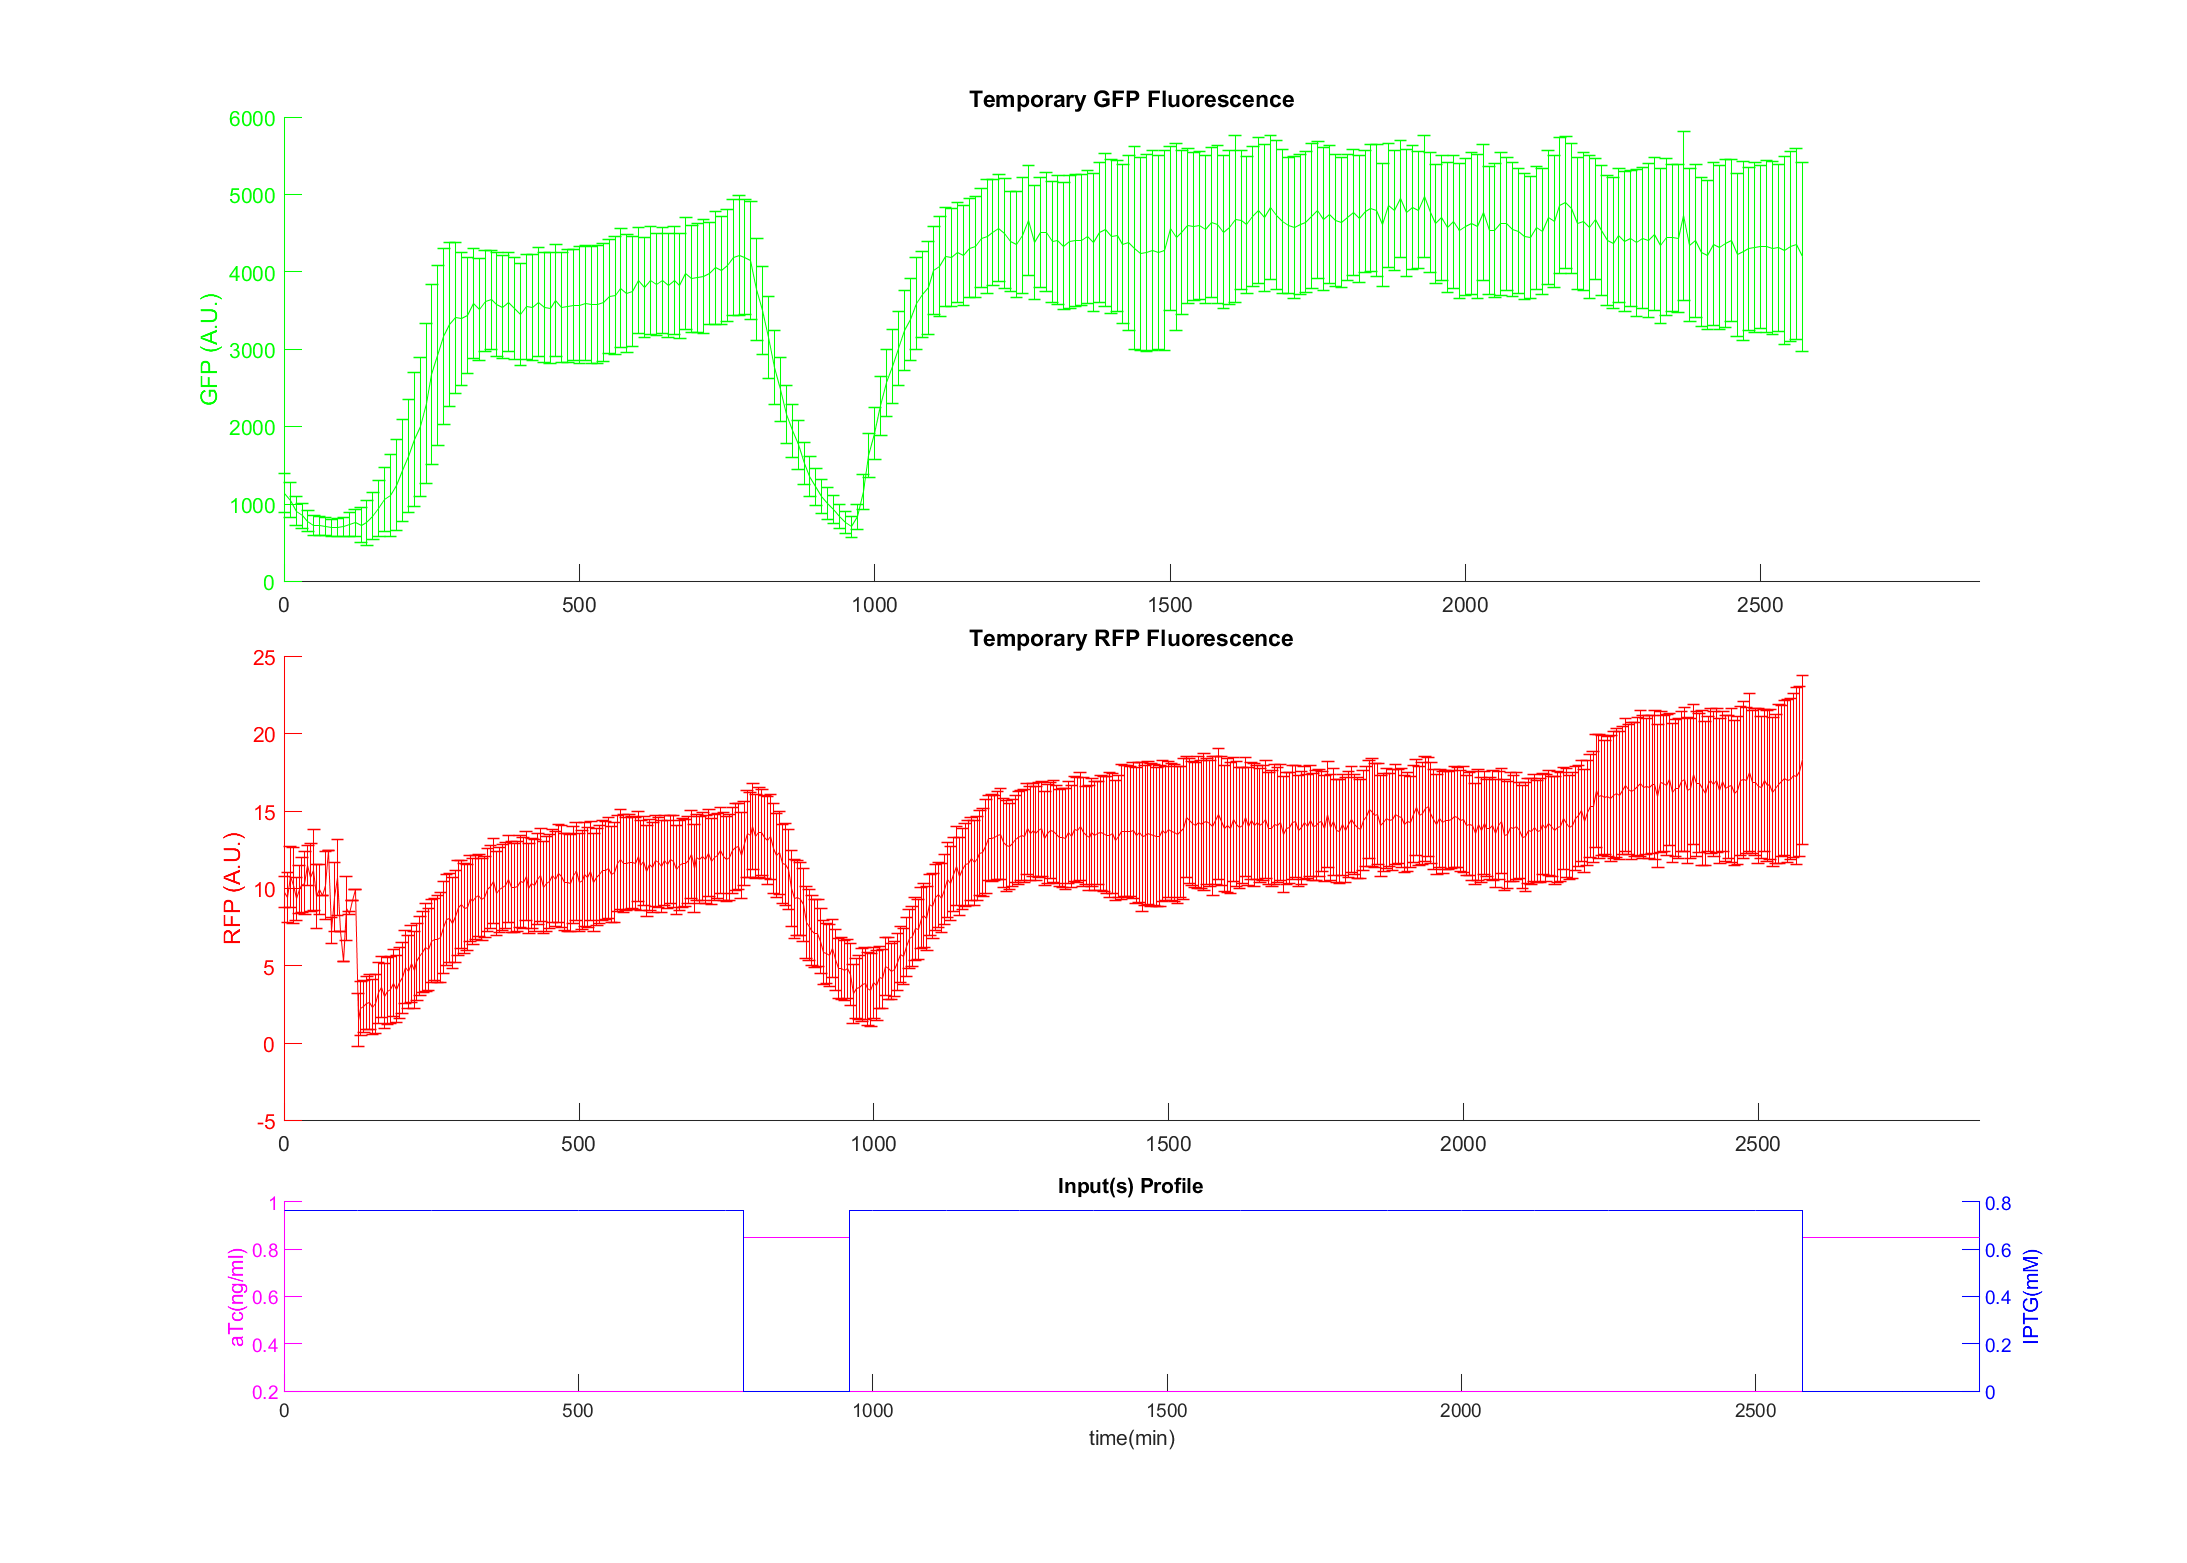 Temporary GFP Fluorescence
GFP (A.U.)
6000
5000
4000
3000
2000
1000
0
0 500 1000 1500 2000 2500
Temporary RFP Fluorescence
RFP (A.U.)
25
20
15
10
5
0
-5
0 500 1000 1500 2000 2500
Input(s) Profile
aTc(ng/ml)
1
0.8
0.6
0.4
0.2
0.8
0.6
0.4
0.2
0
IPTG(mM)
0 500 1000 1500 2000 2500
time(min)